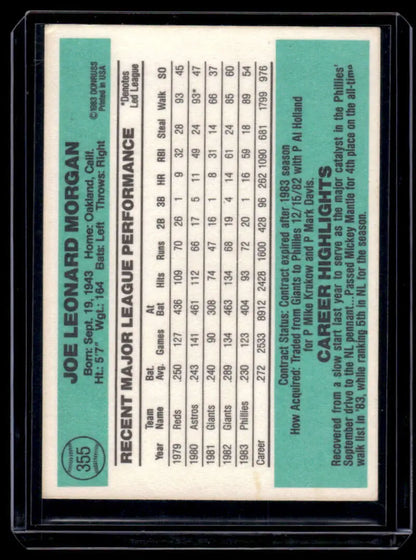 355
JOE LEONARD MORGAN
Born: Sept. 19, 1943 Home: Oakland, Calif.
Ht.: 5'7" Wgt.: 164 Bats: Left Throws: Right
©1983 DONRUSS
Printed in USA
RECENT MAJOR LEAGUE PERFORMANCE
*Denotes Led League
Year Team Name Bat. Avg. Games At Bat Hits Runs 2B 3B HR RBI Steal Walk SO
1979 Reds .250 127 436 109 70 26 1 9 32 28 93 45
1980 Astros .243 141 461 112 66 17 5 11 49 24 93* 47
1981 Giants .240 90 308 74 47 16 1 8 31 14 66 37
1982 Giants .289 134 463 134 68 19 4 14 61 24 85 60
1983 Phillies .230 123 404 93 72 20 1 16 59 18 89 54
Career .272 2533 8912 2428 1600 428 96 262 1090 681 1799 976
Contract Status: Contract expired after 1983 season
How Acquired: Traded from Giants to Phillies 12/15/82 with P Al Holland
for P Mike Krukow and P Mark Davis.
CAREER HIGHLIGHTS
Recovered from a slow start last year to serve as the major catalyst in the Phillies'
September drive to the NL pennant...Passed Mickey Mantle for 4th place on the all-time
walk list in '83, while ranking 5th in NL for the season.